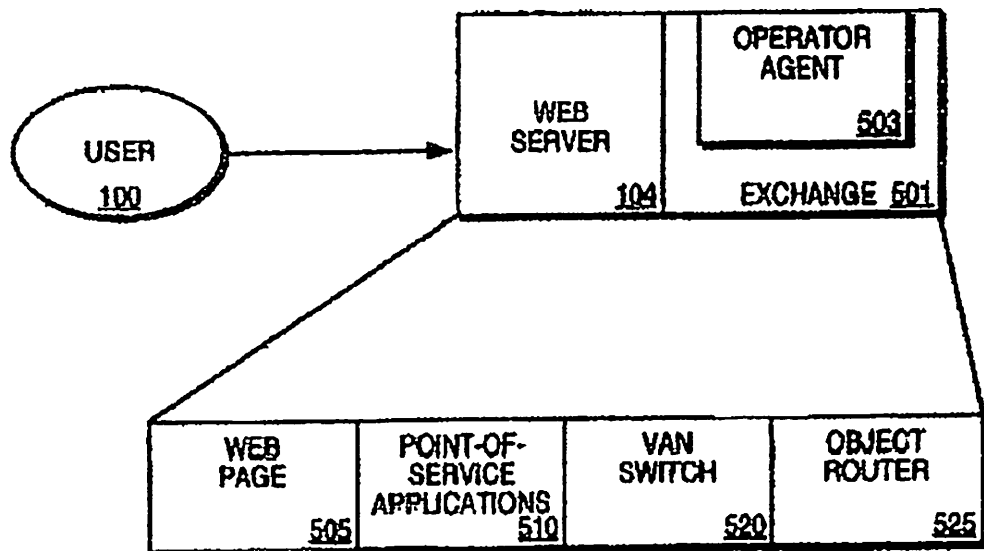 USER
100
WEB
SERVER
104
OPERATOR
AGENT
503
EXCHANGE 501
WEB
PAGE
505
POINT-OF-
SERVICE
APPLICATIONS
510
VAN
SWITCH
520
OBJECT
ROUTER
525